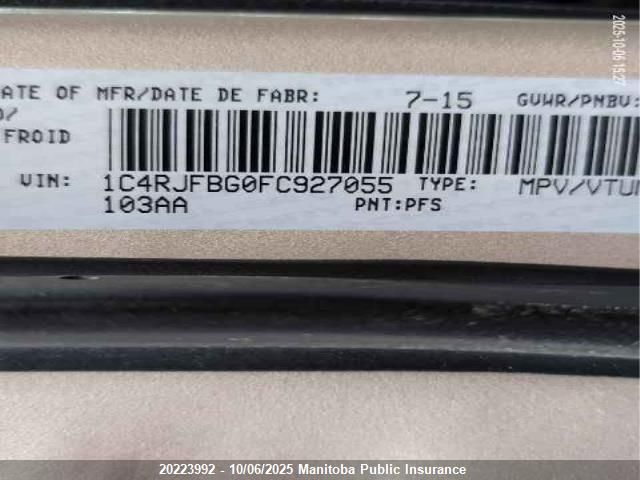 2025-10-06 15:27
ATE OF MFR/DATE DE FABR: 7-15 GVWR/PNBV:
FROID
VIN: 1C4RJFBG0FC927055 TYPE: MPV/VTU
103AA PNT:PFS
20223992 - 10/06/2025 Manitoba Public Insurance